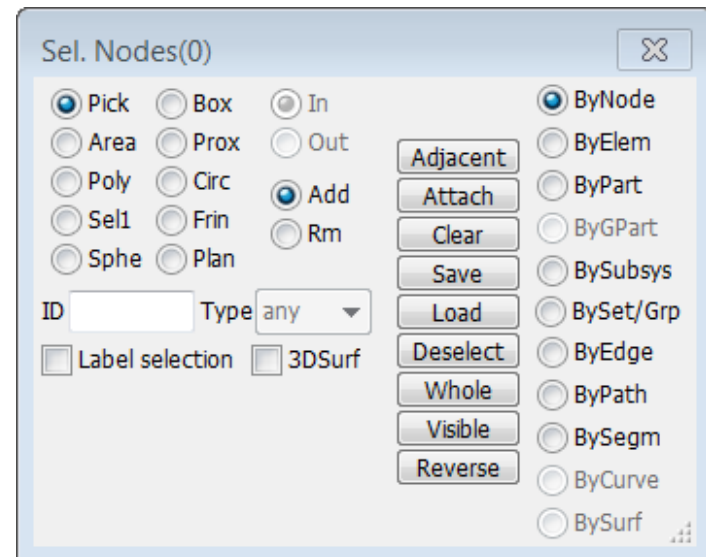 Sel. Nodes(0)
Pick Box In
Area Prox Out
Poly Circ Add
Sel1 Frin Rm
Sphe Plan
ID Type any
Label selection 3DSurf
Adjacent
Attach
Clear
Save
Load
Deselect
Whole
Visible
Reverse
ByNode
ByElem
ByPart
ByGPart
BySubsys
BySet/Grp
ByEdge
ByPath
BySegm
ByCurve
BySurf